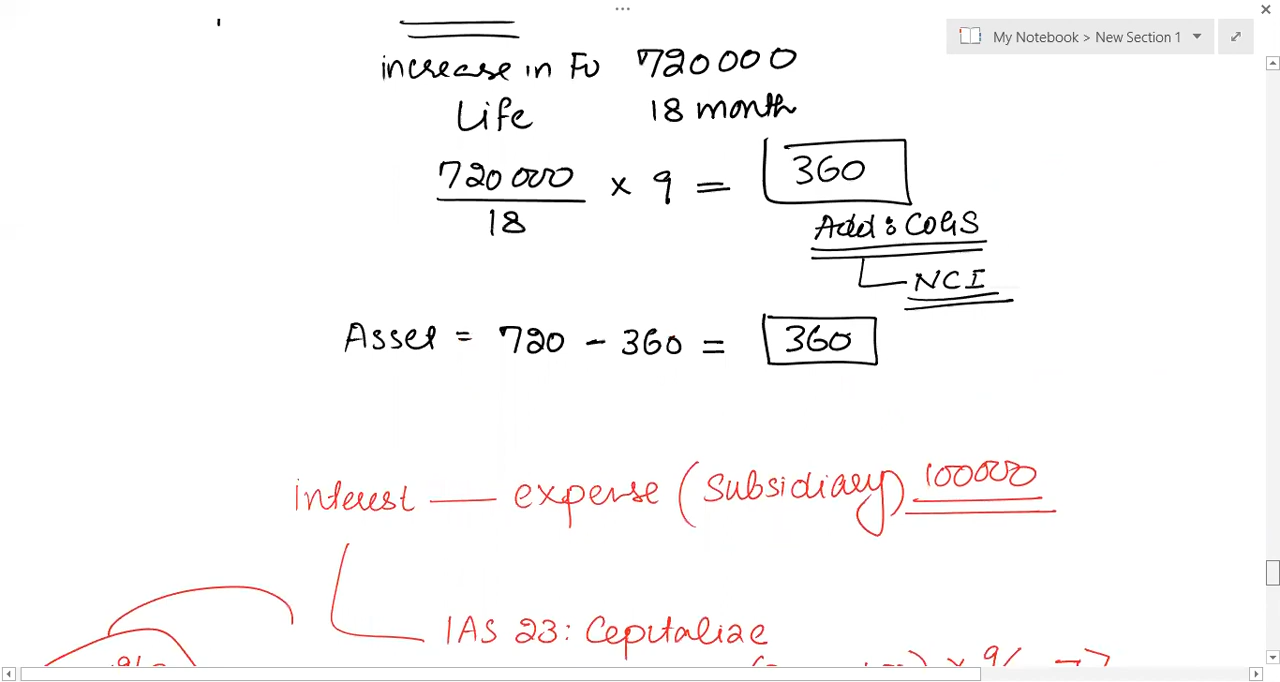 My Notebook > New Section 1
increase in FV 720000
Life 18 month
720000 / 18 × 9 = 360
Add : COGS
NCI
Asset = 720 - 360 = 360
interest — expense (subsidiary) 100000
IAS 23: Cepitalize